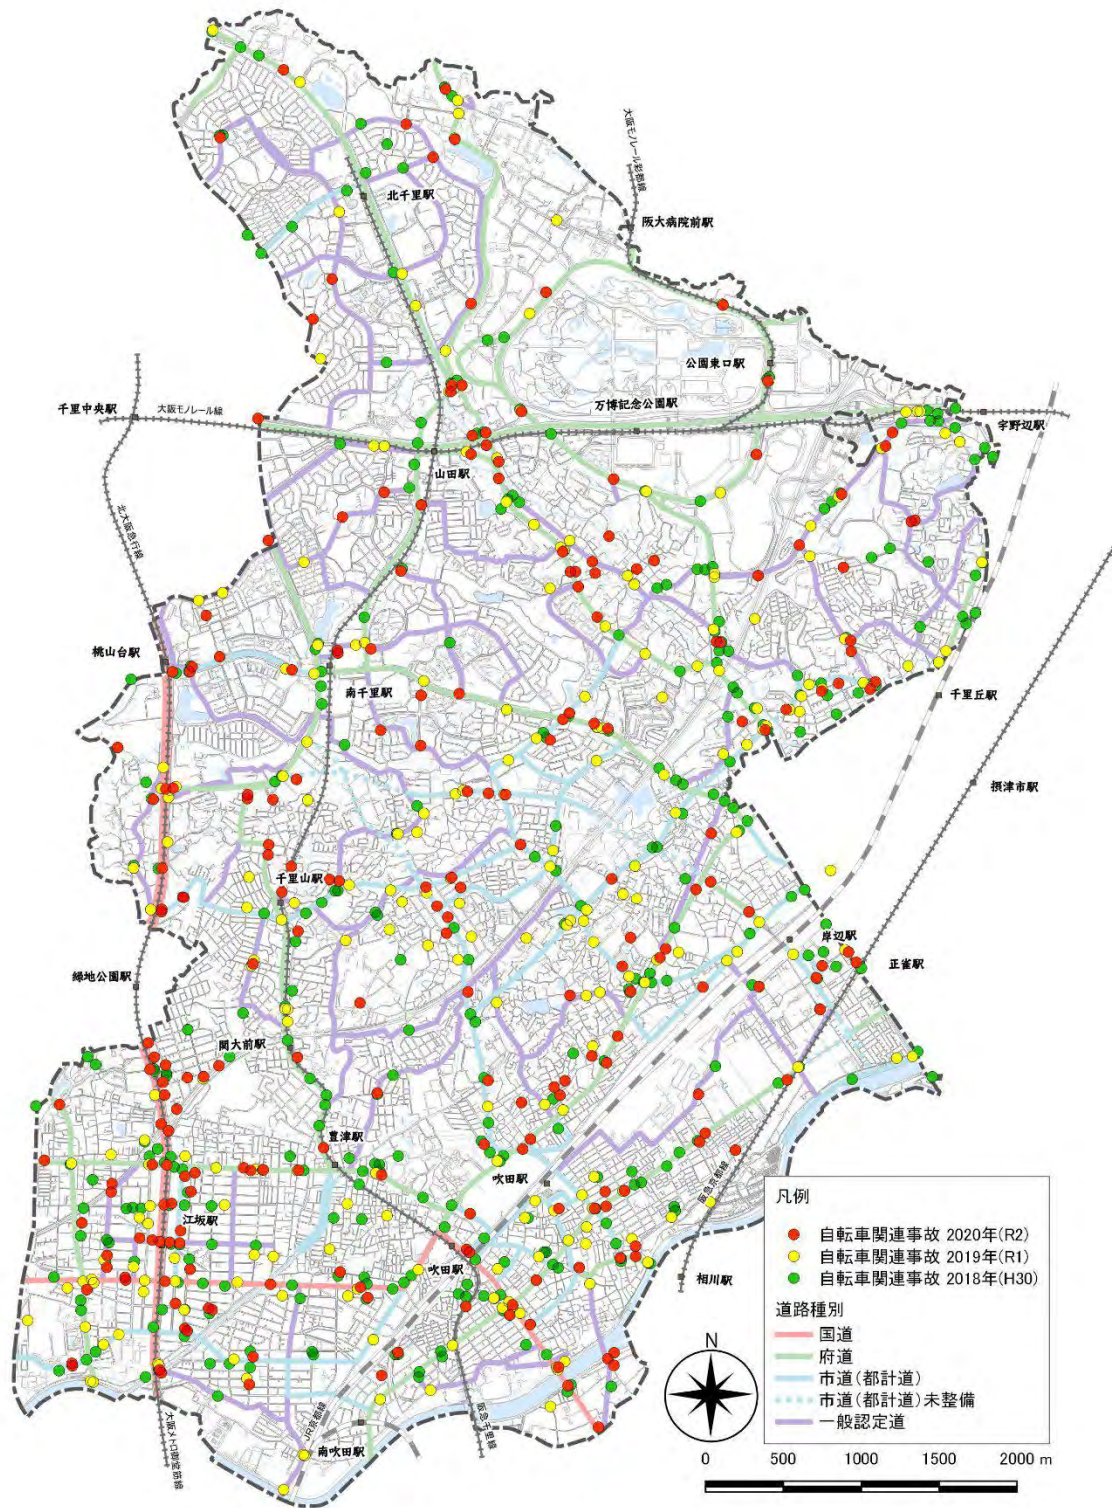 大阪モノレール彩都線
北千里駅
阪大病院前駅
公園東口駅
千里中央駅
大阪モノレール線
万博記念公園駅
宇野辺駅
山田駅
北大阪急行線
桃山台駅
南千里駅
千里丘駅
摂津市駅
千里山駅
岸辺駅
正雀駅
緑地公園駅
関大前駅
豊津駅
吹田駅
阪急京都線
江坂駅
吹田駅
相川駅
JR京都線
南吹田駅
阪急千里線
大阪メトロ御堂筋線
凡例
自転車関連事故 2020年(R2)
自転車関連事故 2019年(R1)
自転車関連事故 2018年(H30)
道路種別
国道
府道
市道(都計道)
市道(都計道)未整備
一般認定道
N
0 500 1000 1500 2000 m